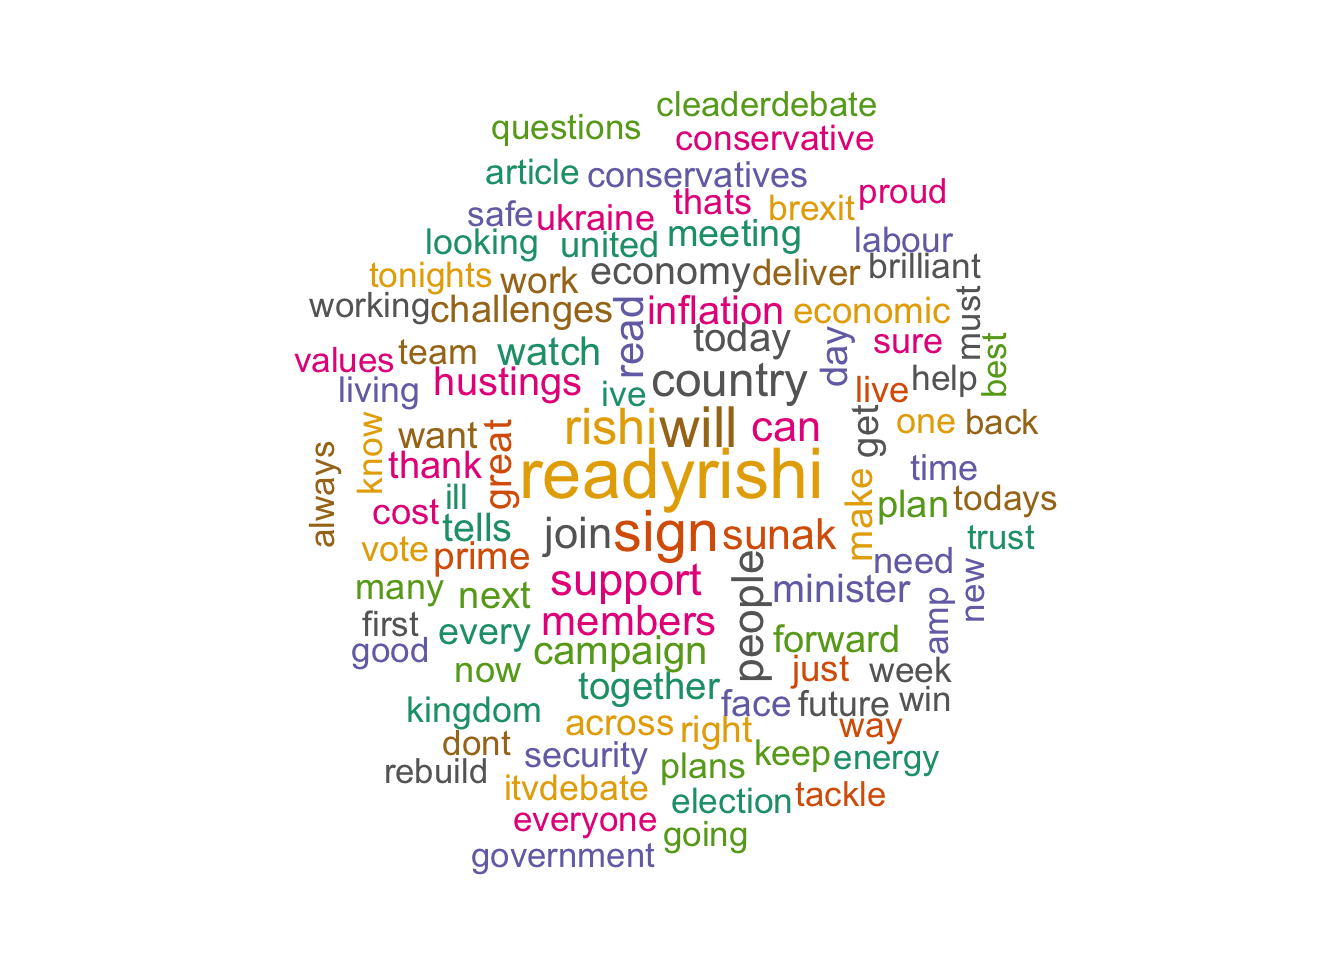 cleaderdebate
questions
conservative
article
conservatives
thats
proud
safe
ukraine
brexit
looking
united
meeting
labour
tonights
work
economy
deliver
brilliant
working
challenges
read
inflation
economic
must
today
day
sure
best
values
team
watch
country
living
hustings
ive
live
help
rishi
will
can
get
one
back
always
know
want
thank
great
readyrishi
time
make
plan
todays
cost
ill
tells
join
sign
sunak
trust
vote
prime
people
need
new
many
next
support
minister
amp
first
every
members
good
now
campaign
forward
just
week
together
face
future
win
kingdom
across
right
way
dont
security
plans
keep
energy
rebuild
itvdebate
election
tackle
everyone
going
government